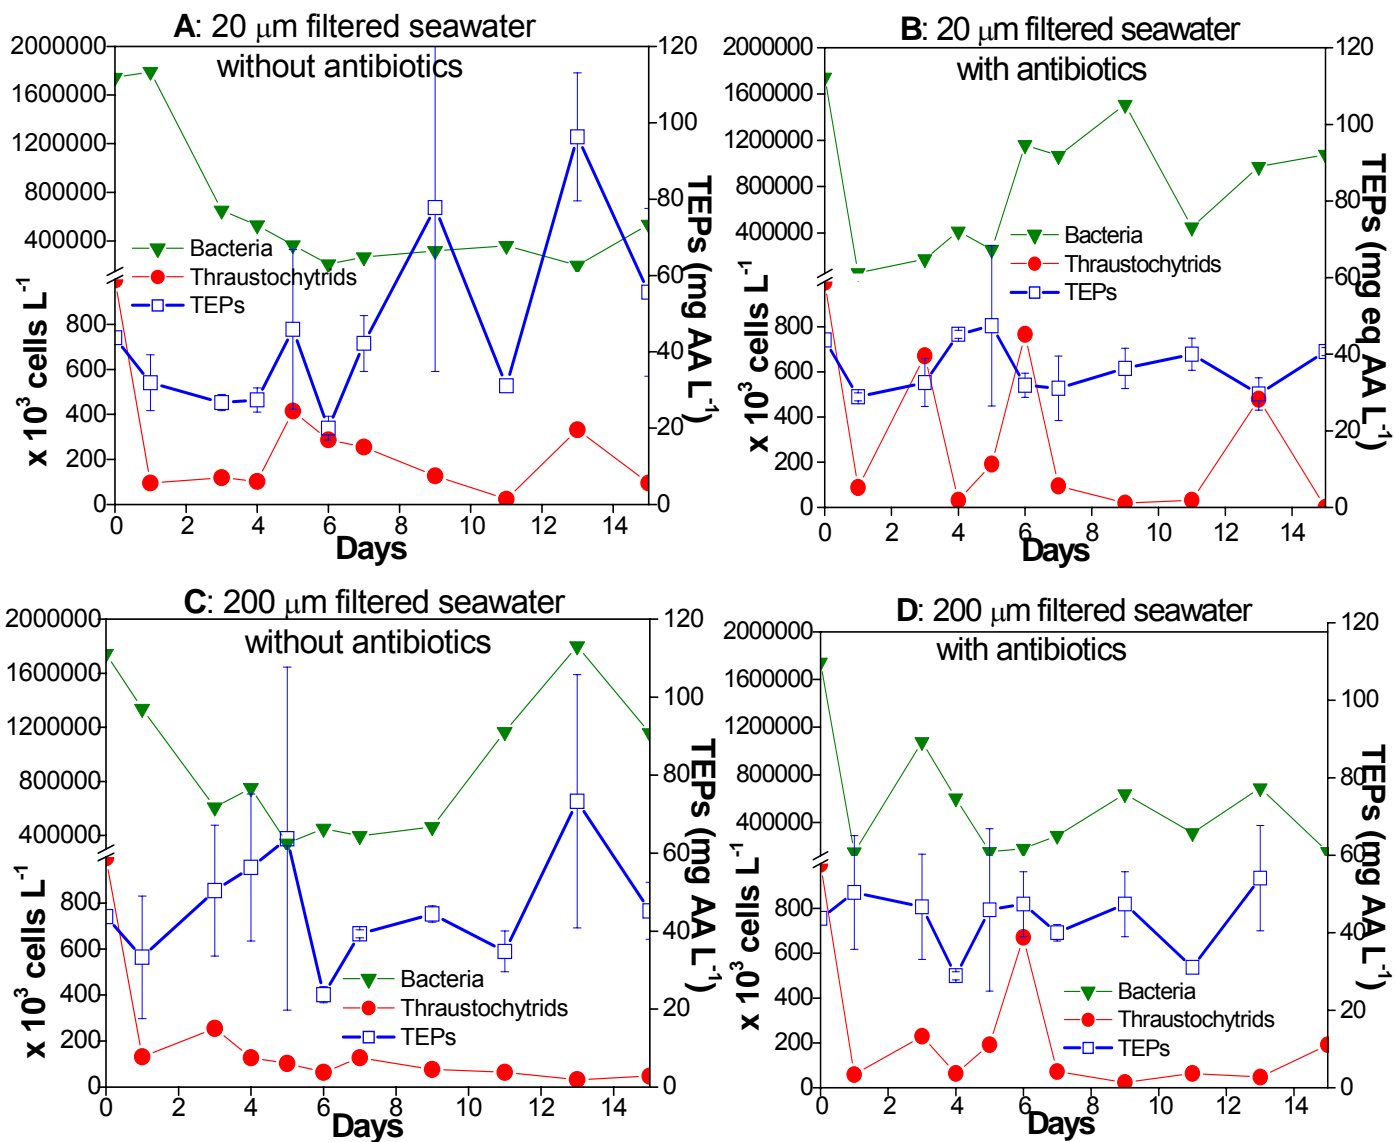 A: 20 μm filtered seawater
without antibiotics
2000000
1600000
1200000
800000
400000
800
600
400
200
0
x 10³ cells L⁻¹
120
100
80
60
40
20
0
TEPs (mg AA L⁻¹)
Bacteria
Thraustochytrids
TEPs
0 2 4 6 8 10 12 14
Days
B: 20 μm filtered seawater
with antibiotics
2000000
1600000
1200000
800000
400000
800
600
400
200
0
x 10³ cells L⁻¹
120
100
80
60
40
20
0
TEPs (mg eq AA L⁻¹)
Bacteria
Thraustochytrids
TEPs
0 2 4 6 8 10 12 14
Days
C: 200 μm filtered seawater
without antibiotics
2000000
1600000
1200000
800000
400000
800
600
400
200
0
x 10³ cells L⁻¹
120
100
80
60
40
20
0
TEPs (mg AA L⁻¹)
Bacteria
Thraustochytrids
TEPs
0 2 4 6 8 10 12 14
Days
D: 200 μm filtered seawater
with antibiotics
2000000
1600000
1200000
800000
400000
800
600
400
200
0
x 10³ cells L⁻¹
120
100
80
60
40
20
0
TEPs (mg AA L⁻¹)
Bacteria
Thraustochytrids
TEPs
0 2 4 6 8 10 12 14
Days